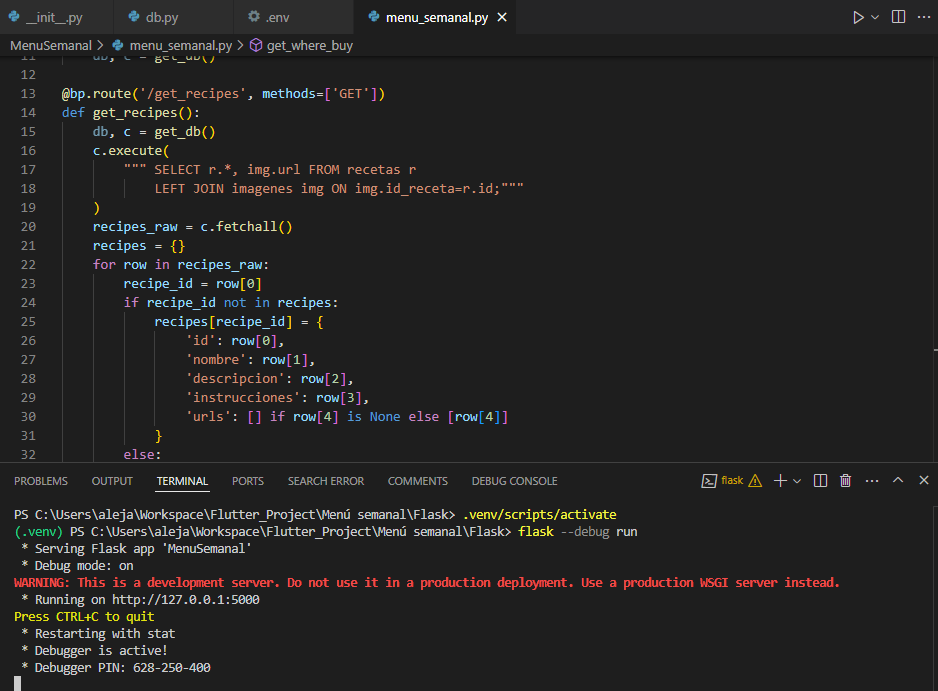 __init__.py db.py .env menu_semanal.py
MenuSemanal > menu_semanal.py > get_where_buy
11 db, c = get_db()
12
13 @bp.route('/get_recipes', methods=['GET'])
14 def get_recipes():
15 db, c = get_db()
16 c.execute(
17 """ SELECT r.*, img.url FROM recetas r
18 LEFT JOIN imagenes img ON img.id_receta=r.id;"""
19 )
20 recipes_raw = c.fetchall()
21 recipes = {}
22 for row in recipes_raw:
23 recipe_id = row[0]
24 if recipe_id not in recipes:
25 recipes[recipe_id] = {
26 'id': row[0],
27 'nombre': row[1],
28 'descripcion': row[2],
29 'instrucciones': row[3],
30 'urls': [] if row[4] is None else [row[4]]
31 }
32 else:
PROBLEMS OUTPUT TERMINAL PORTS SEARCH ERROR COMMENTS DEBUG CONSOLE flask
PS C:\Users\aleja\Workspace\Flutter_Project\Menú semanal\Flask> .venv/scripts/activate
(.venv) PS C:\Users\aleja\Workspace\Flutter_Project\Menú semanal\Flask> flask --debug run
* Serving Flask app 'MenuSemanal'
* Debug mode: on
WARNING: This is a development server. Do not use it in a production deployment. Use a production WSGI server instead.
* Running on http://127.0.0.1:5000
Press CTRL+C to quit
* Restarting with stat
* Debugger is active!
* Debugger PIN: 628-250-400